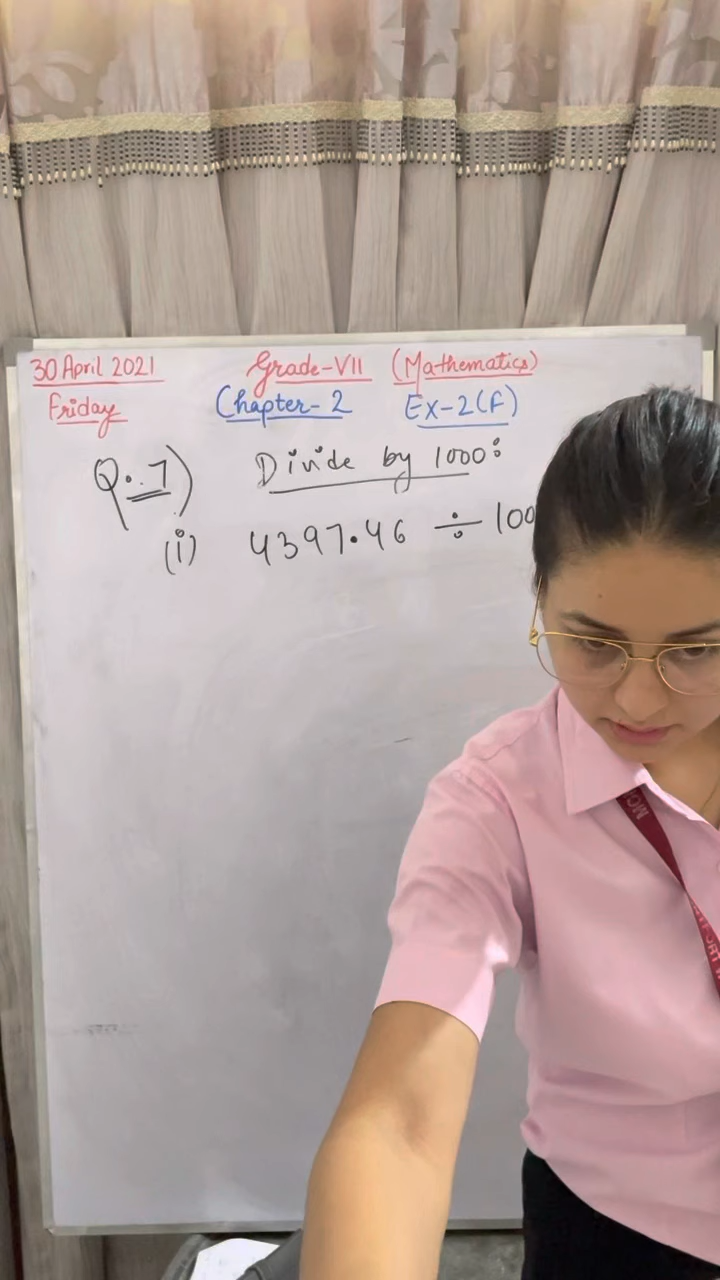 30 April 2021 Grade-VII (Mathematics)
Friday Chapter-2 Ex-2(F)
Q.7) Divide by 1000:
(i) 4397.46 ÷ 100